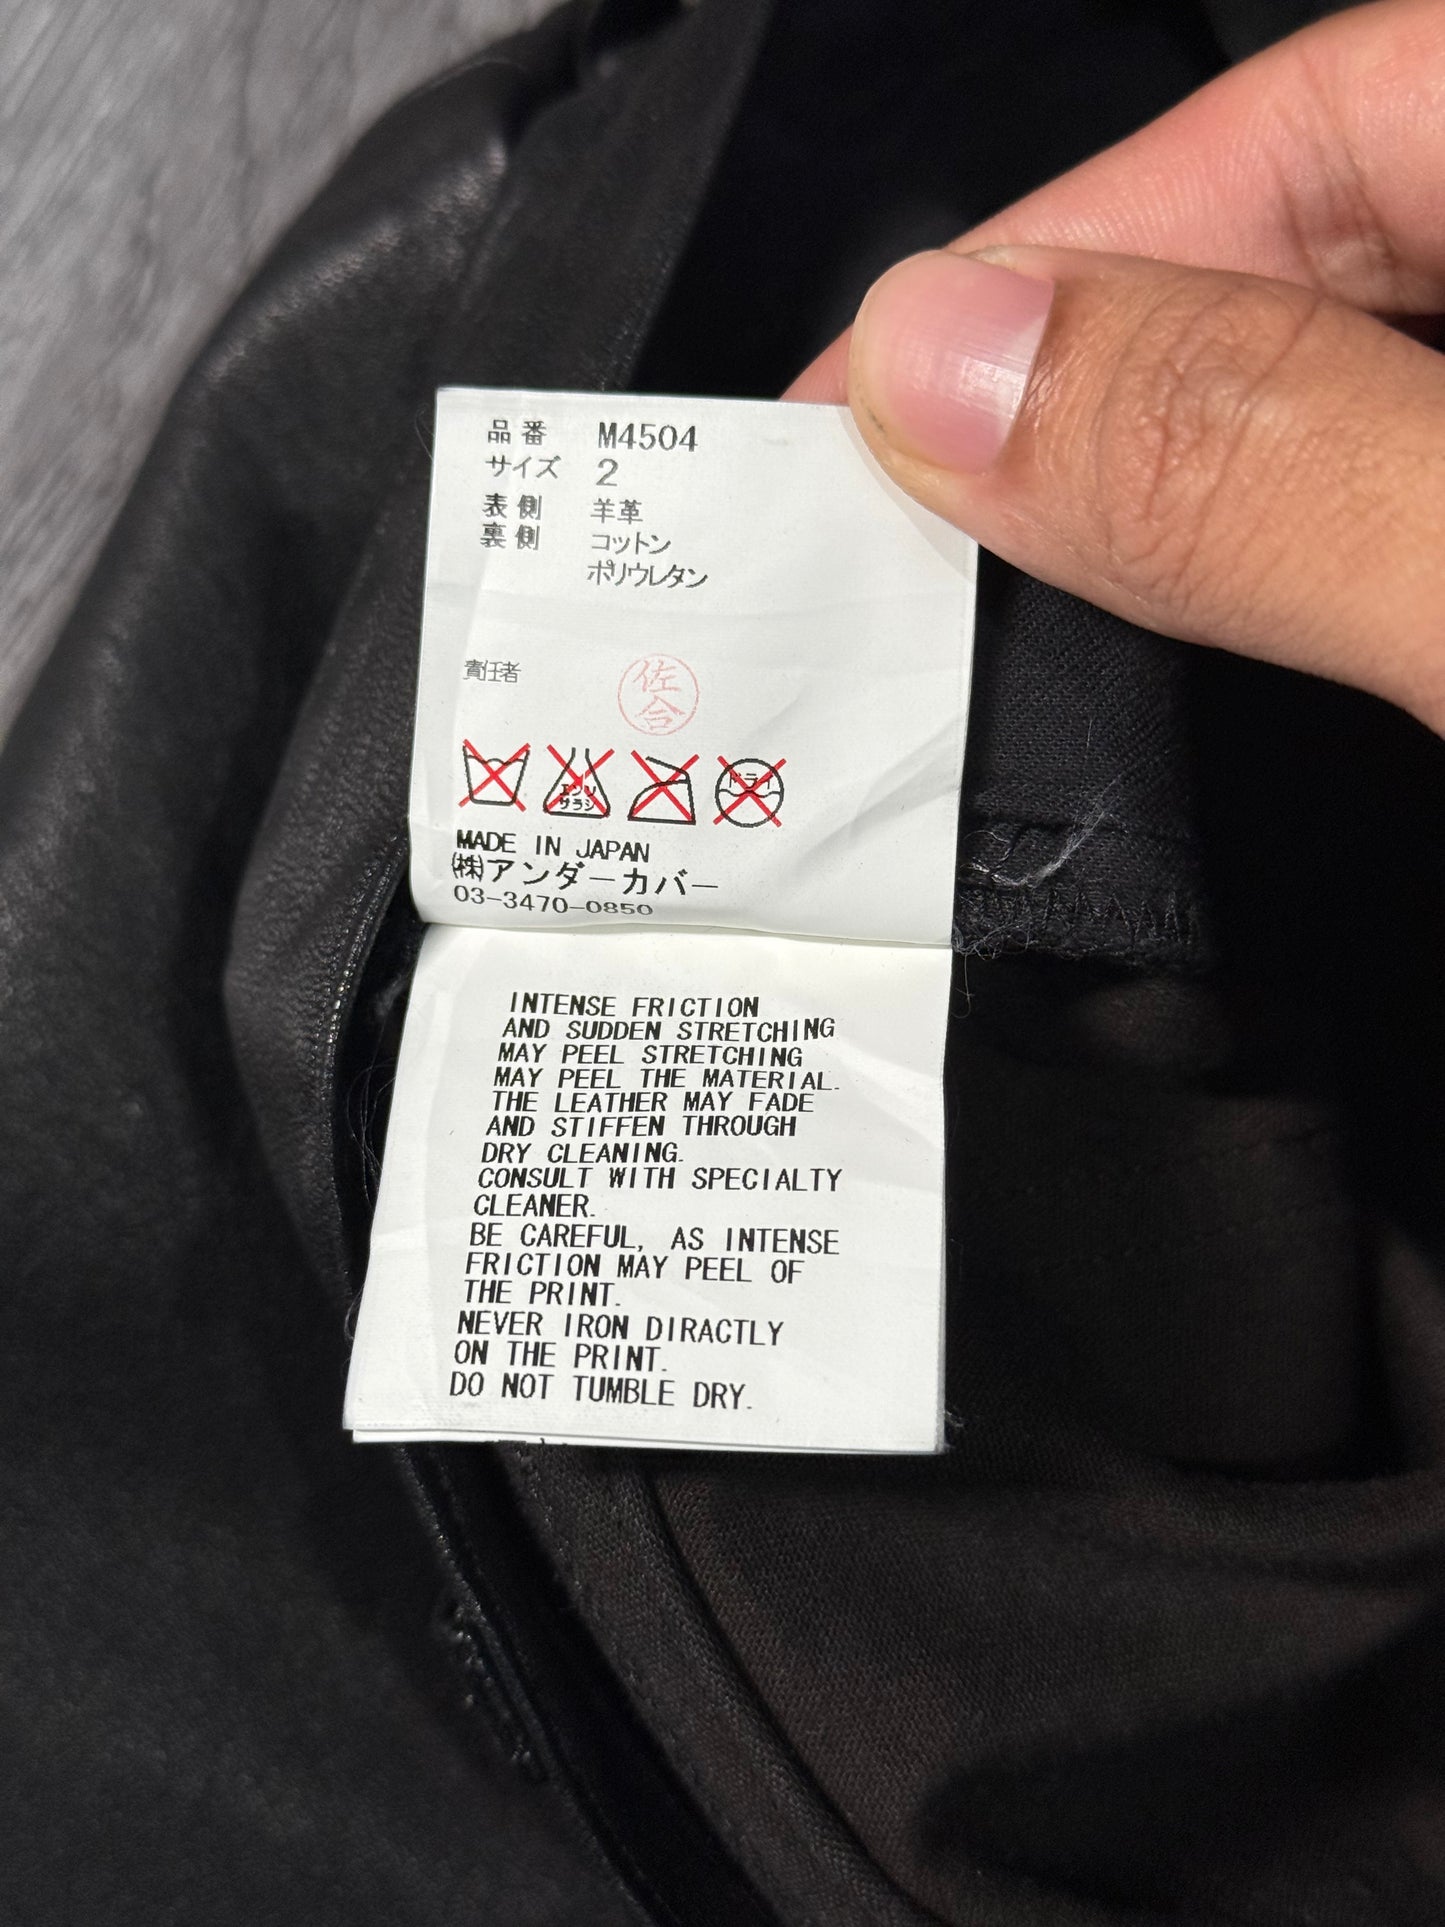 品番 M4504
サイズ 2
表側 羊革
裏側 コットン
ポリウレタン
責任者 佐合
エンソ
サラシ
ドライ
MADE IN JAPAN
(株)アンダーカバー
03-3470-0850
INTENSE FRICTION
AND SUDDEN STRETCHING
MAY PEEL STRETCHING
MAY PEEL THE MATERIAL.
THE LEATHER MAY FADE
AND STIFFEN THROUGH
DRY CLEANING.
CONSULT WITH SPECIALTY
CLEANER.
BE CAREFUL, AS INTENSE
FRICTION MAY PEEL OF
THE PRINT.
NEVER IRON DIRACTLY
ON THE PRINT.
DO NOT TUMBLE DRY.